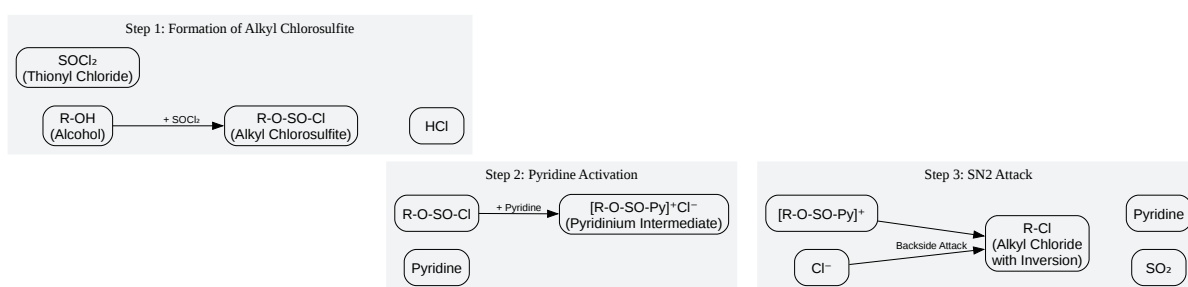 Step 1: Formation of Alkyl Chlorosulfite
SOCl₂
(Thionyl Chloride)
R-OH
(Alcohol)
+ SOCl₂
R-O-SO-Cl
(Alkyl Chlorosulfite)
HCl
Step 2: Pyridine Activation
R-O-SO-Cl
+ Pyridine
[R-O-SO-Py]⁺Cl⁻
(Pyridinium Intermediate)
Pyridine
Step 3: SN2 Attack
[R-O-SO-Py]⁺
Cl⁻
Backside Attack
R-Cl
(Alkyl Chloride
with Inversion)
Pyridine
SO₂